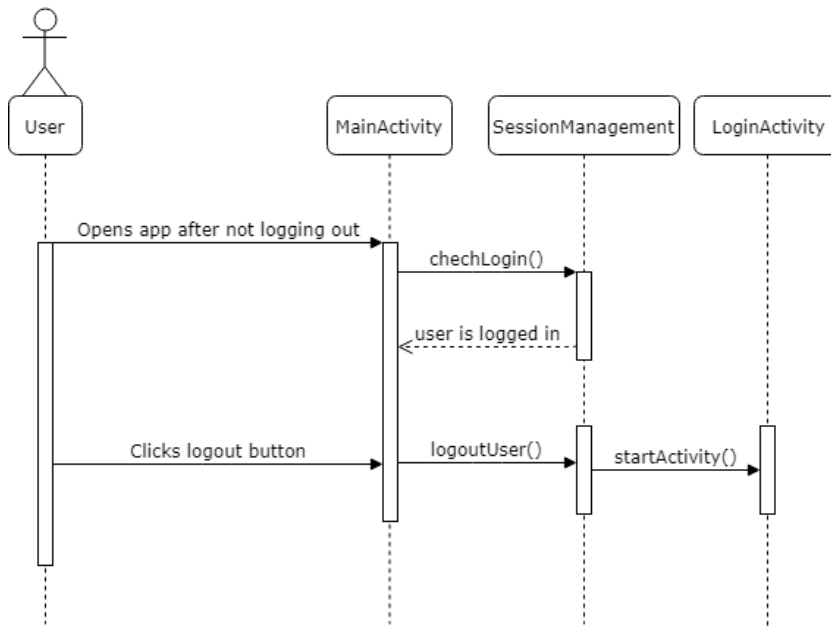 User
MainActivity
SessionManagement
LoginActivity
Opens app after not logging out
chechLogin()
user is logged in
Clicks logout button
logoutUser()
startActivity()